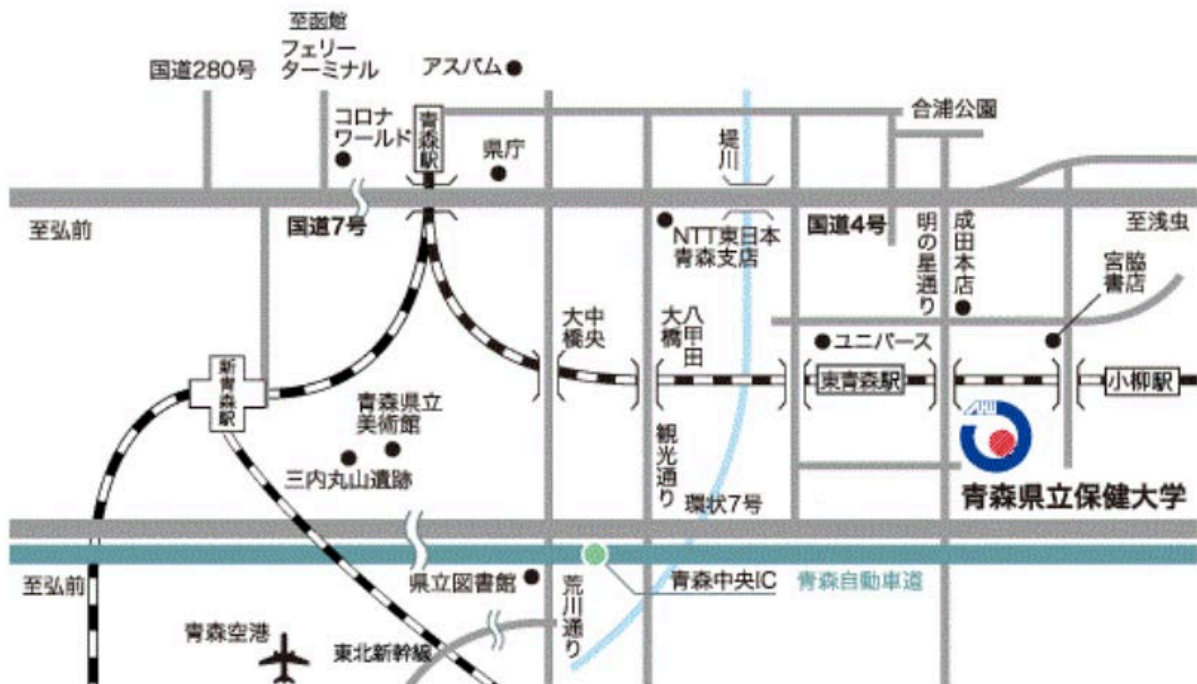 至函館
フェリー
ターミナル
国道280号
アスパム
コロナ
ワールド
青森駅
県庁
堤川
合浦公園
至弘前
国道7号
NTT東日本
青森支店
国道4号
明の星通り
成田本店
至浅虫
宮脇
書店
中央
大橋
八甲田
大橋
ユニバース
新青森駅
東青森駅
小柳駅
青森県立
美術館
三内丸山遺跡
観光通り
AHU
青森県立保健大学
環状7号
至弘前
県立図書館
荒川通り
青森中央IC
青森自動車道
青森空港
東北新幹線